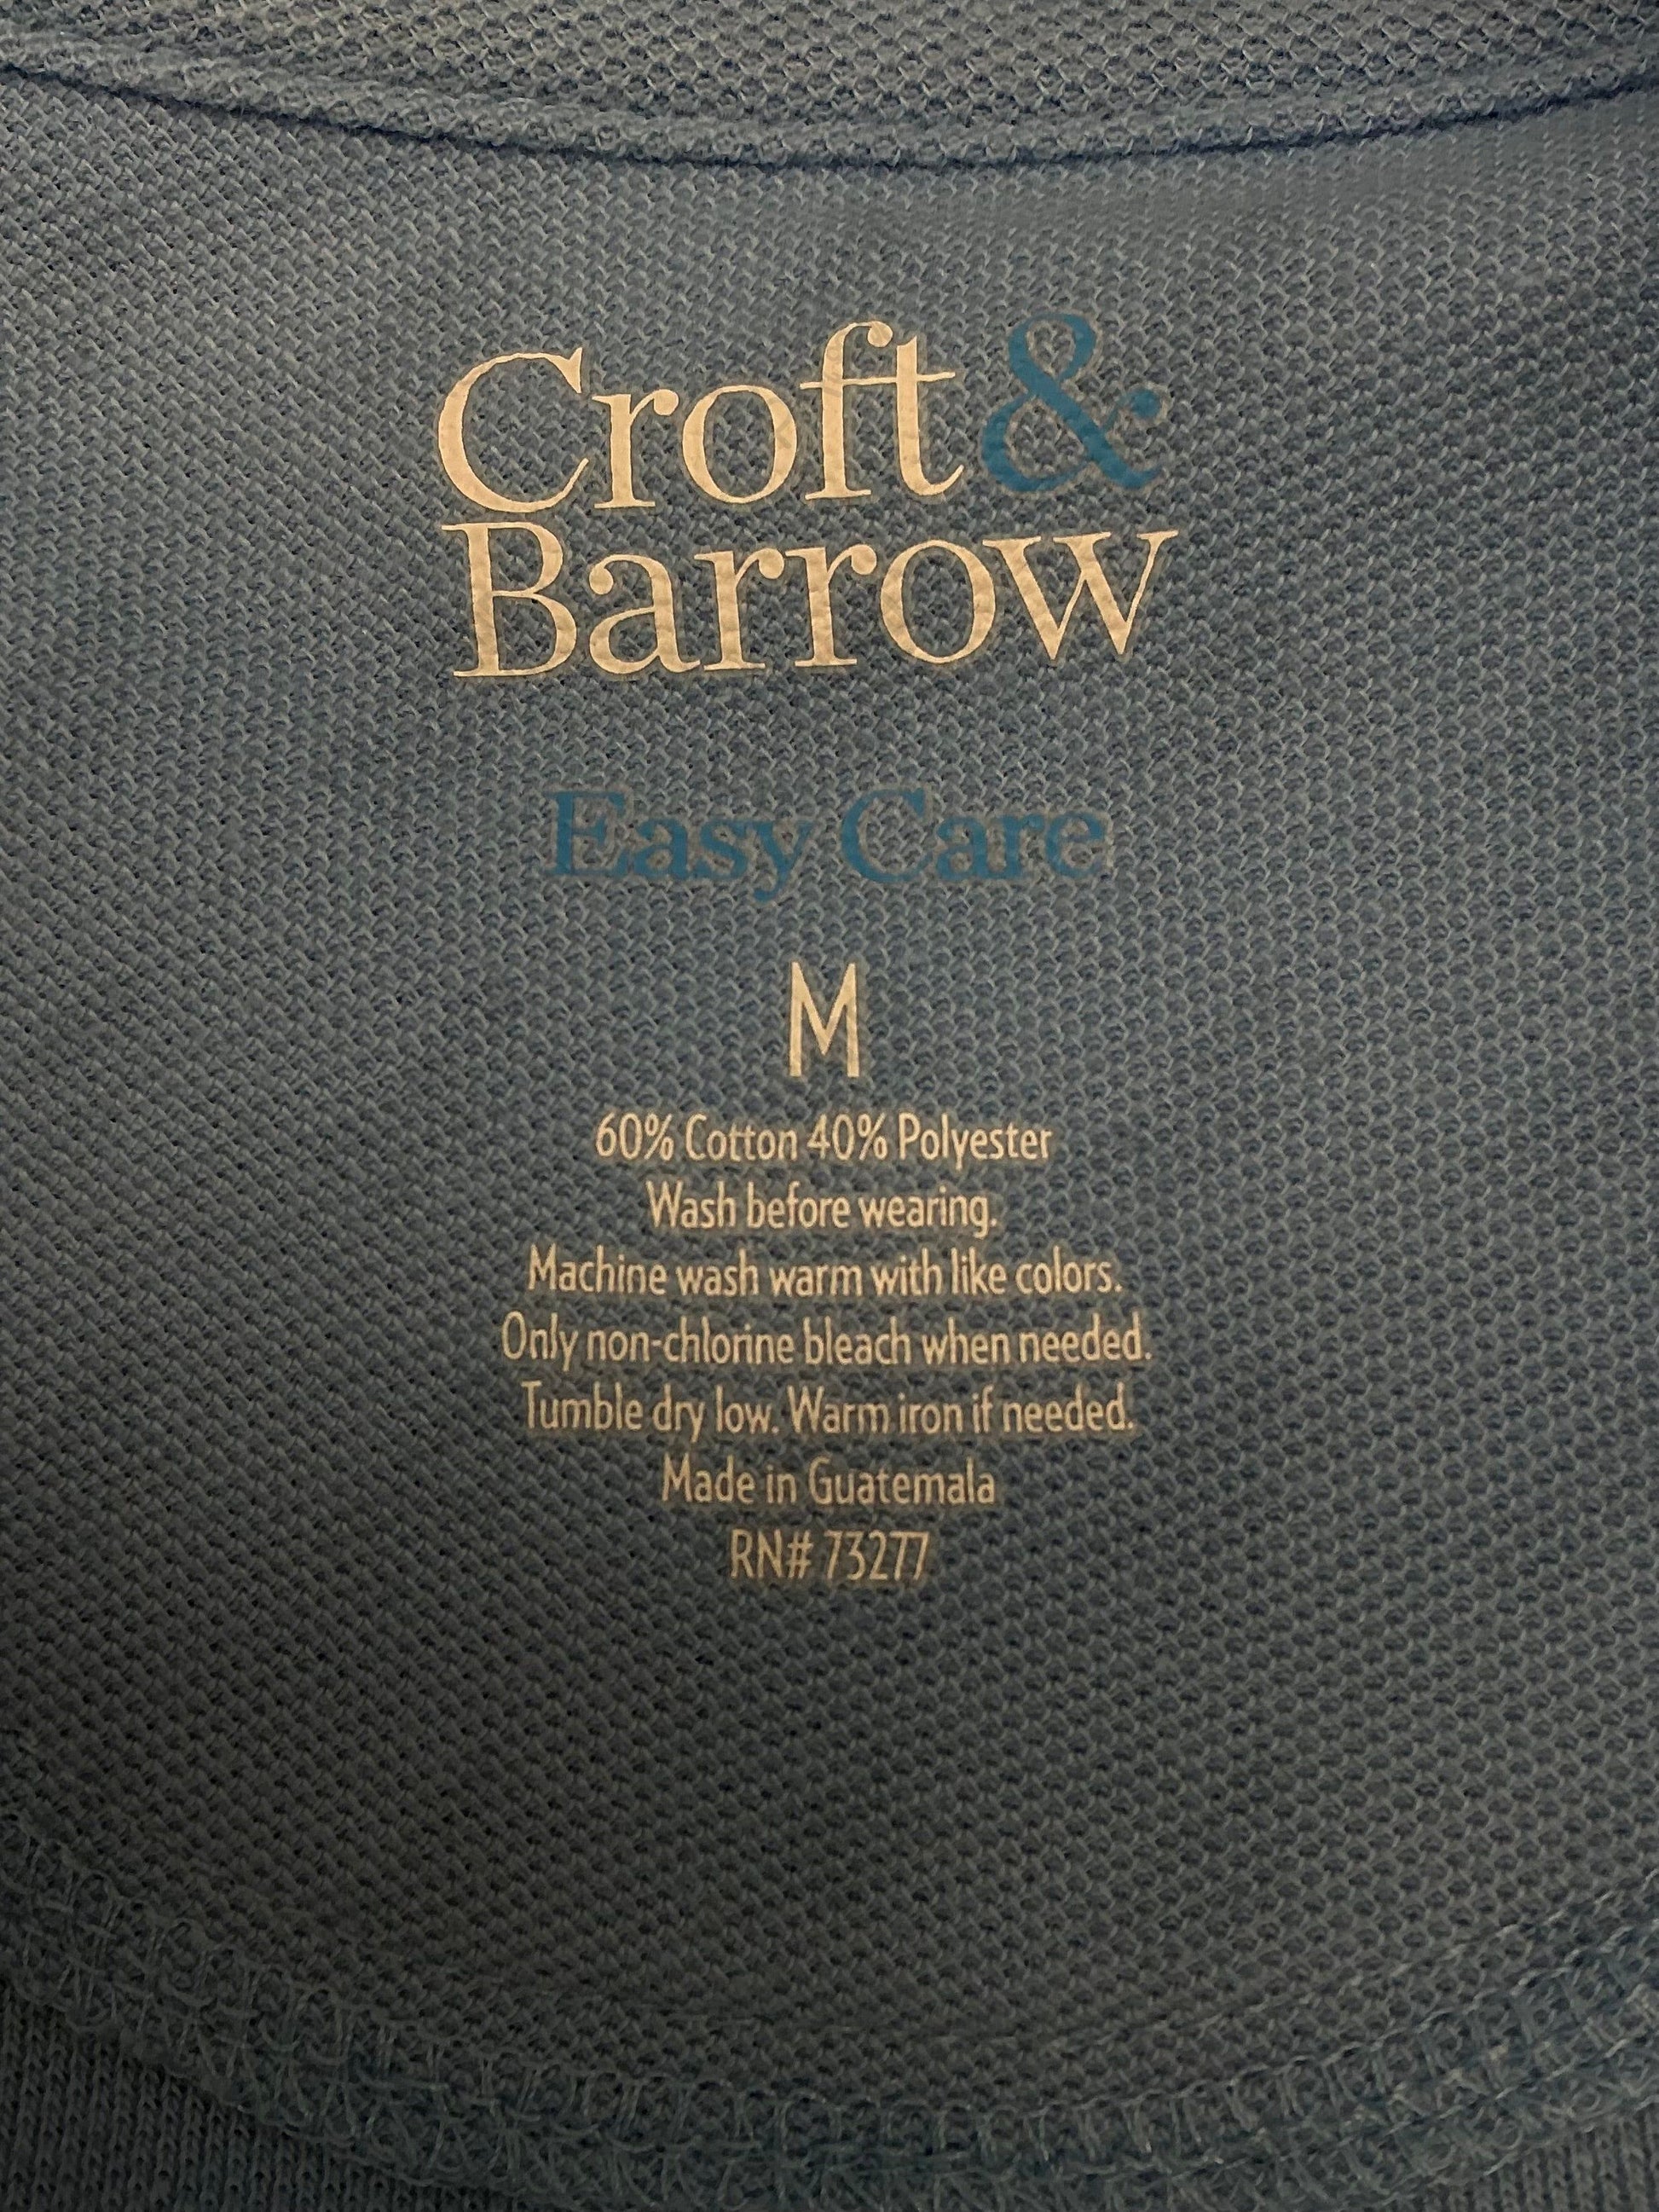 Croft &
Barrow
Easy Care
M
60% Cotton 40% Polyester
Wash before wearing.
Machine wash warm with like colors.
Only non-chlorine bleach when needed.
Tumble dry low. Warm iron if needed.
Made in Guatemala
RN# 73277